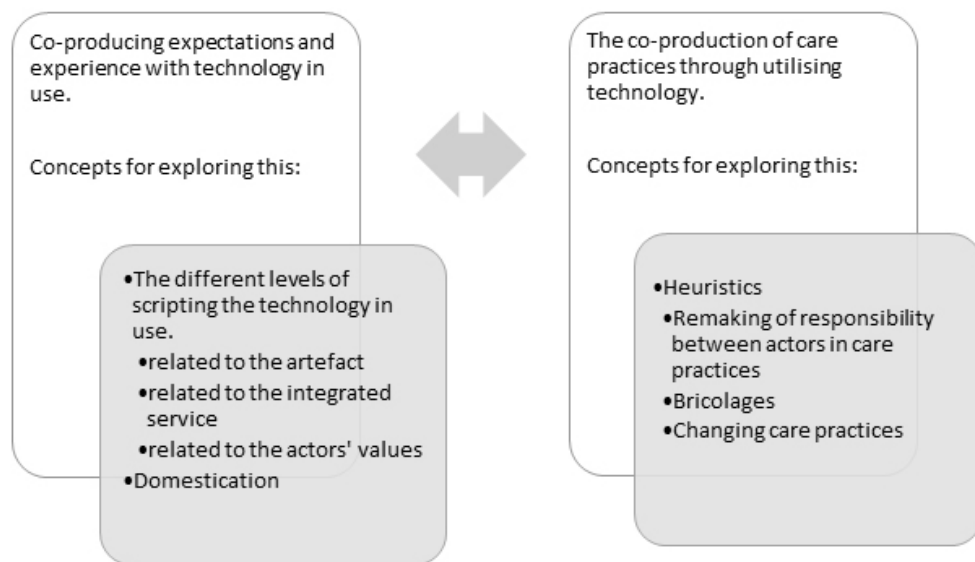 Co-producing expectations and
experience with technology in
use.
Concepts for exploring this:
•The different levels of
scripting the technology in
use.
•related to the artefact
•related to the integrated
service
•related to the actors' values
•Domestication
The co-production of care
practices through utilising
technology.
Concepts for exploring this:
•Heuristics
•Remaking of responsibility
between actors in care
practices
•Bricolages
•Changing care practices